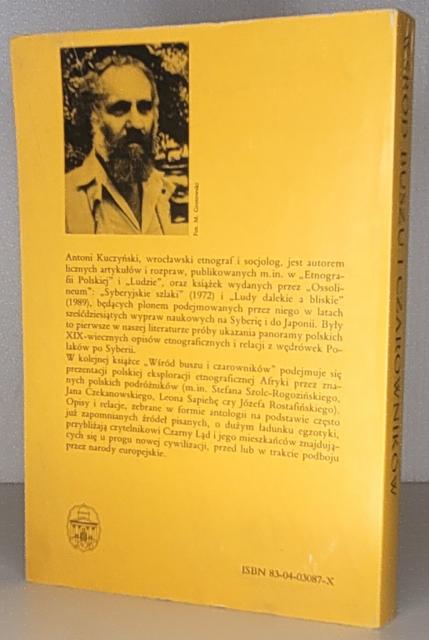 Fot. M. Gomowski
Antoni Kuczyński, wrocławski etnograf i socjolog, jest autorem
licznych artykułów i rozpraw, publikowanych m.in. w „Etnogra-
fii Polskiej” i „Ludzie”, oraz książek wydanych przez „Ossoli-
neum”: „Syberyjskie szlaki” (1972) i „Ludy dalekie a bliskie”
(1989), będących plonem podejmowanych przez niego w latach
sześćdziesiątych wypraw naukowych na Syberię i do Japonii. Były
to pierwsze w naszej literaturze próby ukazania panoramy polskich
XIX-wiecznych opisów etnograficznych i relacji z wędrówek Po-
laków po Syberii.
W kolejnej książce „Wśród buszu i czarowników” podejmuje się
prezentacji polskiej eksploracji etnograficznej Afryki przez zna-
nych polskich podróżników (m.in. Stefana Szolc-Rogozińskiego,
Jana Czekanowskiego, Leona Sapiehę czy Józefa Rostafińskiego).
Opisy i relacje, zebrane w formie antologii na podstawie często
już zapomnianych źródeł pisanych, o dużym ładunku egzotyki,
przybliżają czytelnikowi Czarny Ląd i jego mieszkańców znajdują-
cych się u progu nowej cywilizacji, przed lub w trakcie podboju
przez narody europejskie.
ISBN 83-04-03087-X
WŚRÓD BUSZU I CZAROWNIKÓW